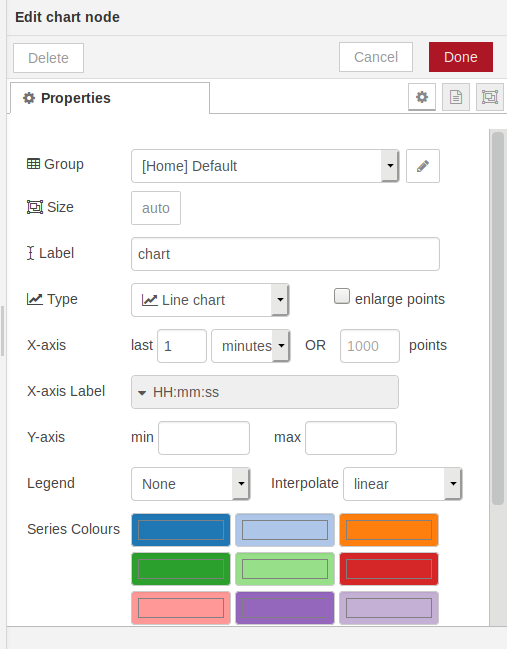 Edit chart node
Delete Cancel Done
Properties
Group [Home] Default
Size auto
Label chart
Type Line chart enlarge points
X-axis last 1 minutes OR 1000 points
X-axis Label HH:mm:ss
Y-axis min max
Legend None Interpolate linear
Series Colours